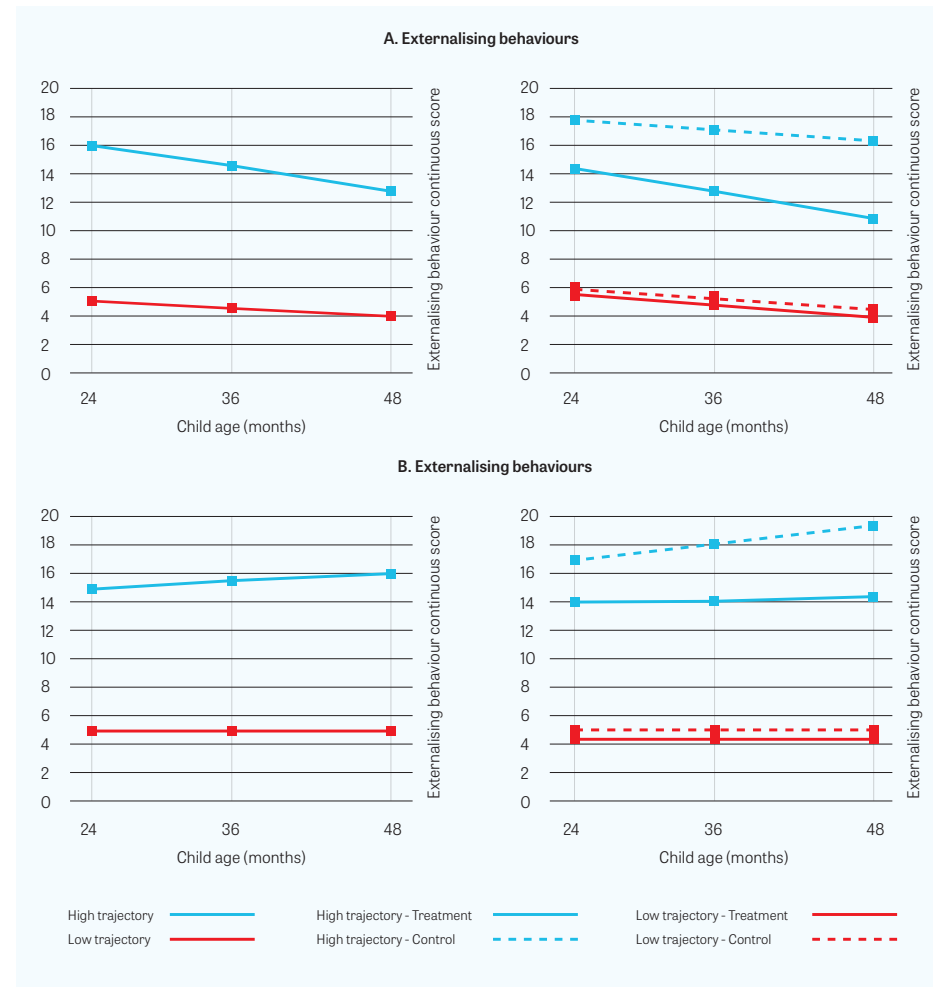 A. Externalising behaviours
20
18
16
14
12
10
8
6
4
2
0
24 36 48
Child age (months)
Externalising behaviour continuous score
20
18
16
14
12
10
8
6
4
2
0
24 36 48
Child age (months)
Externalising behaviour continuous score
B. Externalising behaviours
20
18
16
14
12
10
8
6
4
2
0
24 36 48
Child age (months)
Externalising behaviour continuous score
20
18
16
14
12
10
8
6
4
2
0
24 36 48
Child age (months)
Externalising behaviour continuous score
High trajectory
Low trajectory
High trajectory - Treatment
High trajectory - Control
Low trajectory - Treatment
Low trajectory - Control